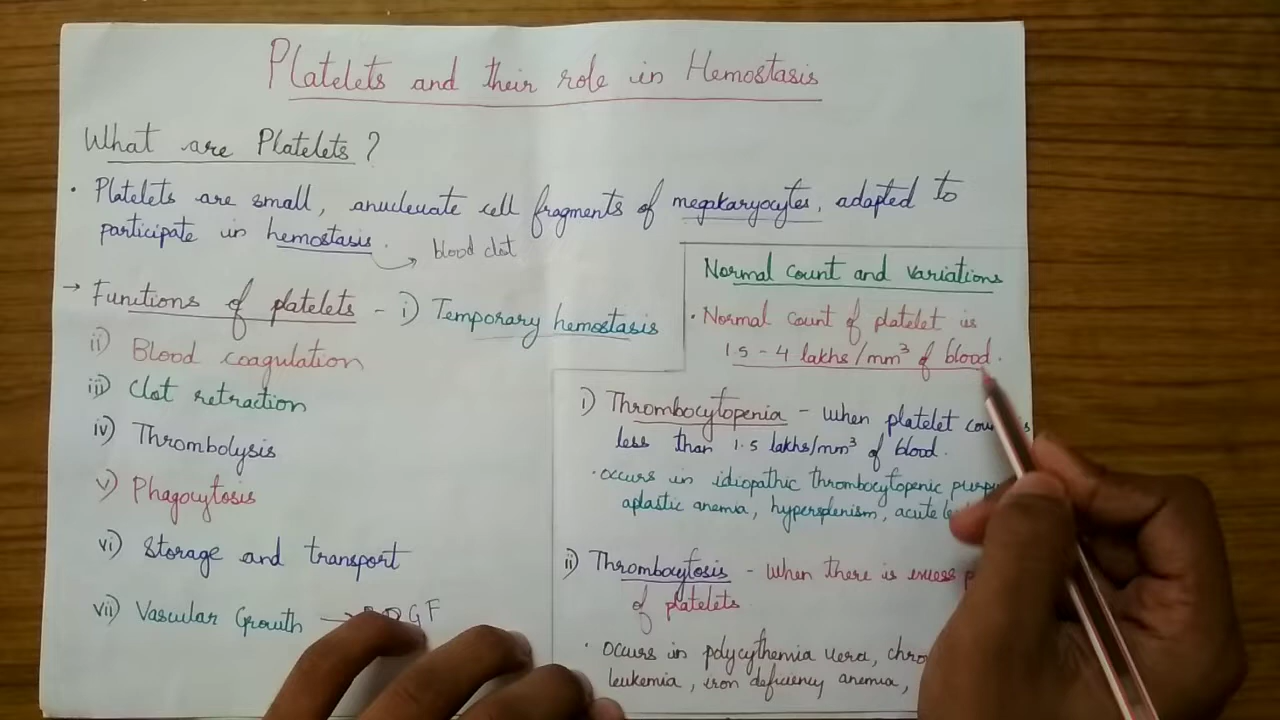 Platelets and their role in Hemostasis
What are Platelets ?
• Platelets are small, anucleuate cell fragments of megakaryocytes, adapted to
participate in hemostasis.
blood clot
→ Functions of platelets - i) Temporary hemostasis
ii) Blood coagulation
iii) Clot retraction
iv) Thrombolysis
v) Phagocytosis
vi) Storage and transport
vii) Vascular Growth → PDGF
Normal count and variations
• Normal count of platelet is
1.5 - 4 lakhs/mm³ of blood.
i) Thrombocytopenia - when platelet
less than 1.5 lakhs/mm³ of blood.
• occurs in idiopathic thrombocytopenic
aplastic anemia, hypersplenism, acute
ii) Thrombocytosis - when there is excess
of platelets
• occurs in polycythemia vera,
leukemia, iron deficiency anemia,